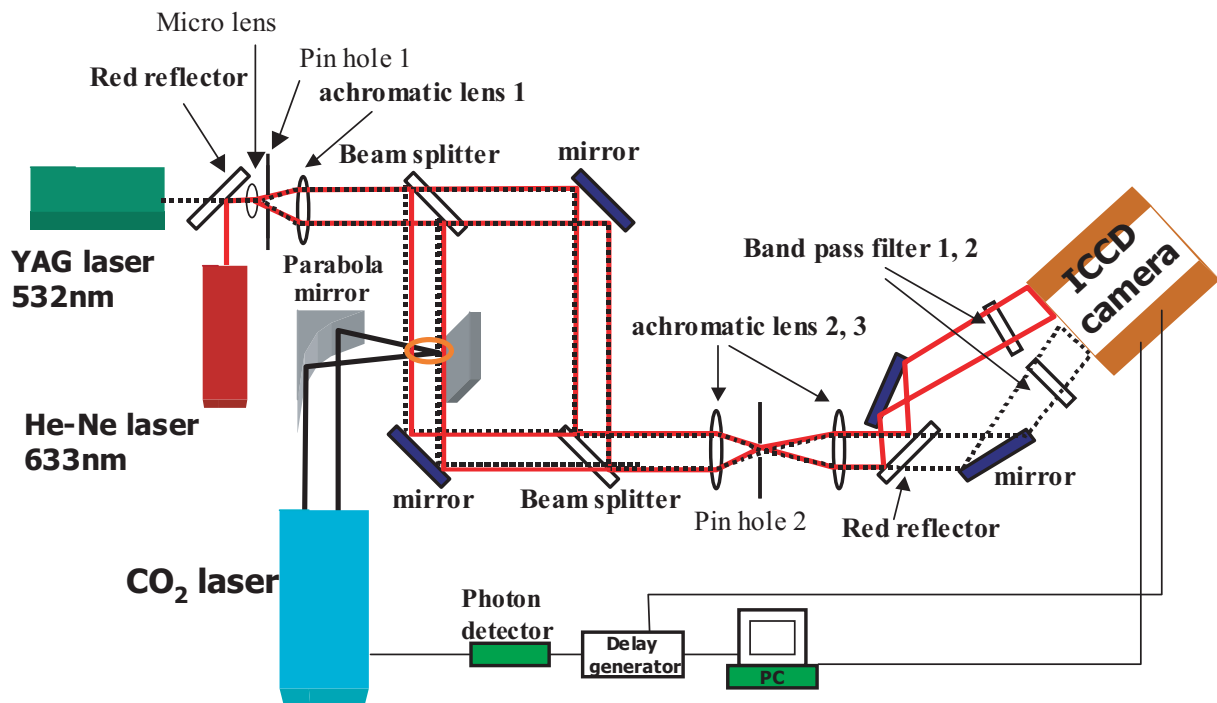 Micro lens
Pin hole 1
Red reflector
achromatic lens 1
Beam splitter
mirror
YAG laser
532nm
Parabola
mirror
Band pass filter 1, 2
ICCD
camera
achromatic lens 2, 3
He-Ne laser
633nm
mirror
Beam splitter
Pin hole 2
mirror
Red reflector
CO₂ laser
Photon
detector
Delay
generator
PC